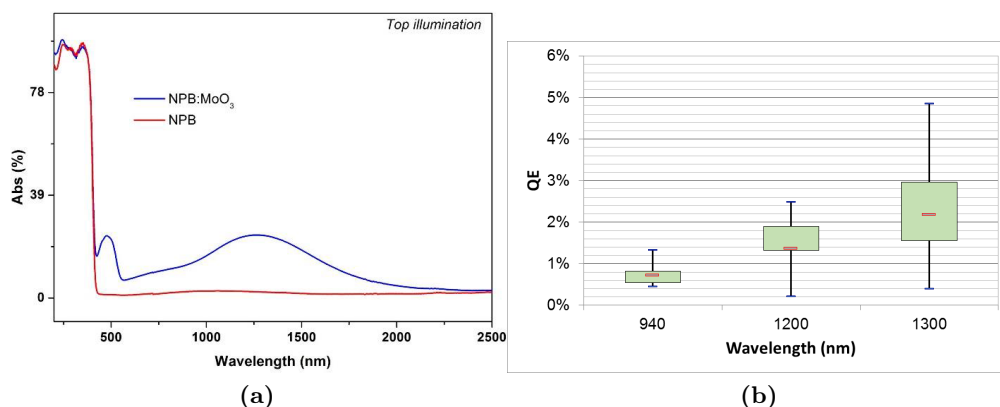 Top illumination
78
39
0
Abs (%)
NPB:MoO₃
NPB
500 1000 1500 2000 2500
Wavelength (nm)
(a)
6%
5%
4%
3%
2%
1%
0%
QE
940 1200 1300
Wavelength (nm)
(b)